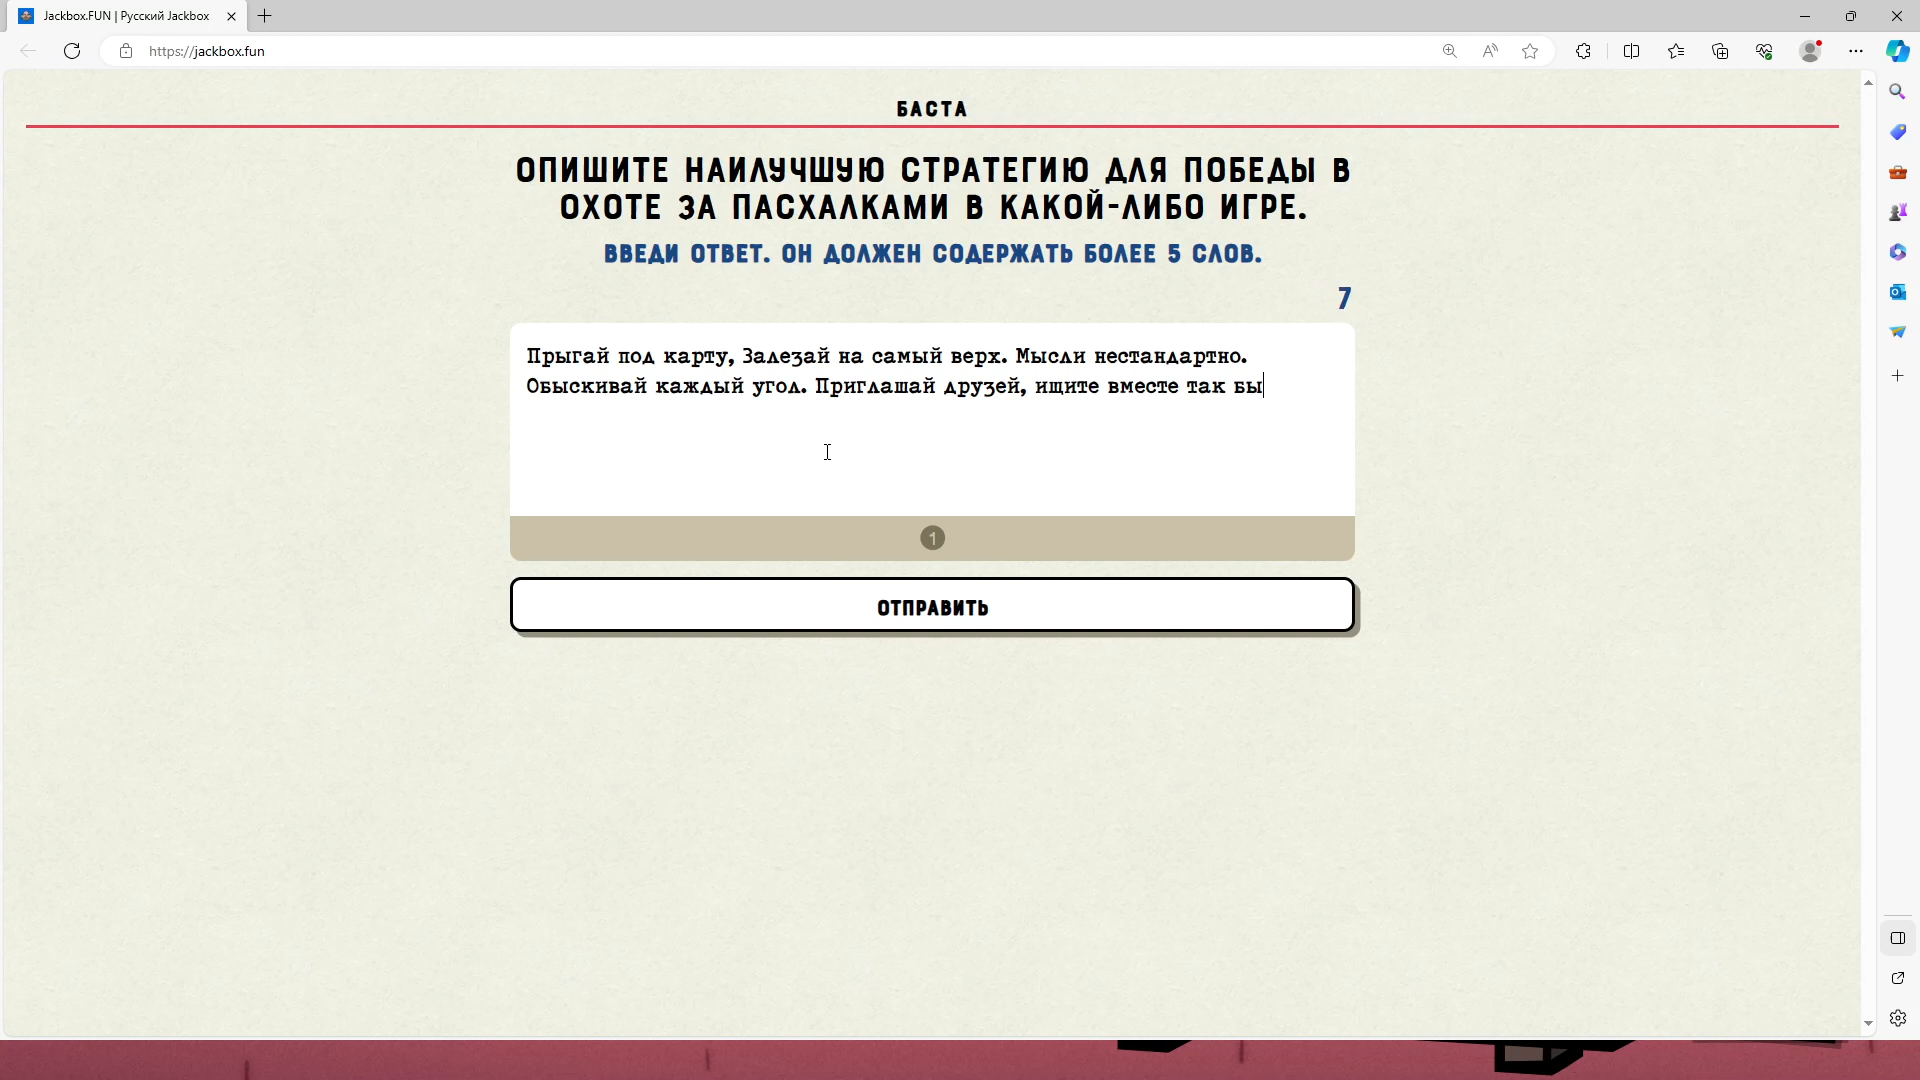 Jackbox.FUN | Русский Jackbox
https://jackbox.fun
БАСТА
ОПИШИТЕ НАИЛУЧШУЮ СТРАТЕГИЮ ДЛЯ ПОБЕДЫ В
ОХОТЕ ЗА ПАСХАЛКАМИ В КАКОЙ-ЛИБО ИГРЕ.
ВВЕДИ ОТВЕТ. ОН ДОЛЖЕН СОДЕРЖАТЬ БОЛЕЕ 5 СЛОВ.
7
Прыгай под карту, Залезай на самый верх. Мысли нестандартно.
Обыскивай каждый угол. Приглашай друзей, ищите вместе так бы
1
ОТПРАВИТЬ